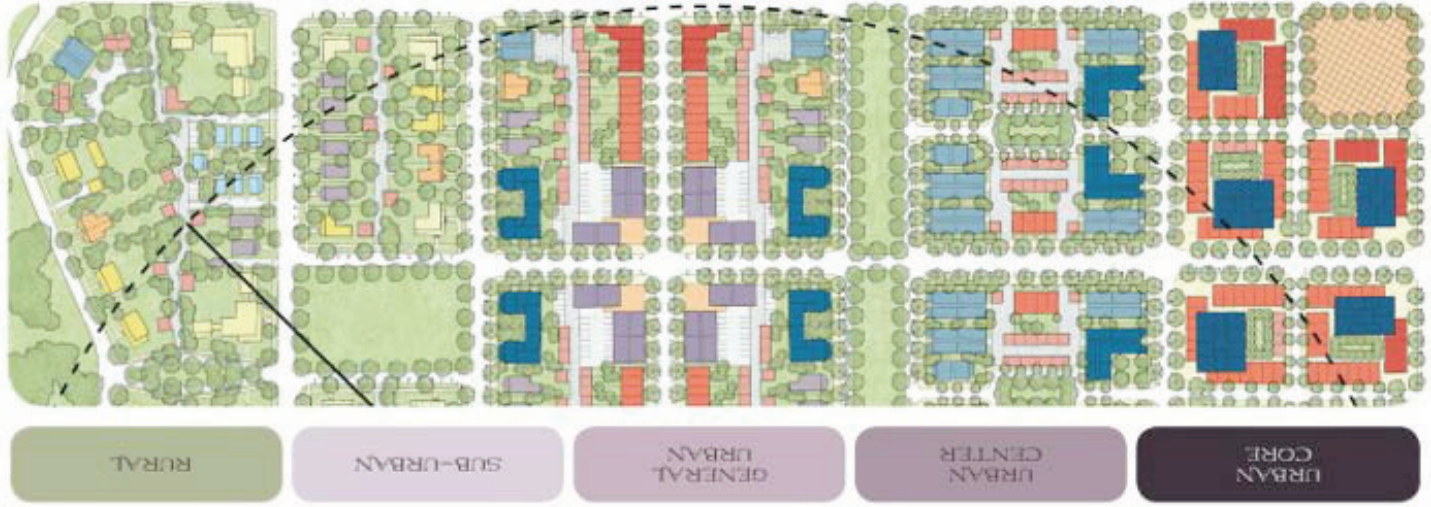 URBAN
CORE
URBAN
CENTER
GENERAL
URBAN
SUB-URBAN
RURAL